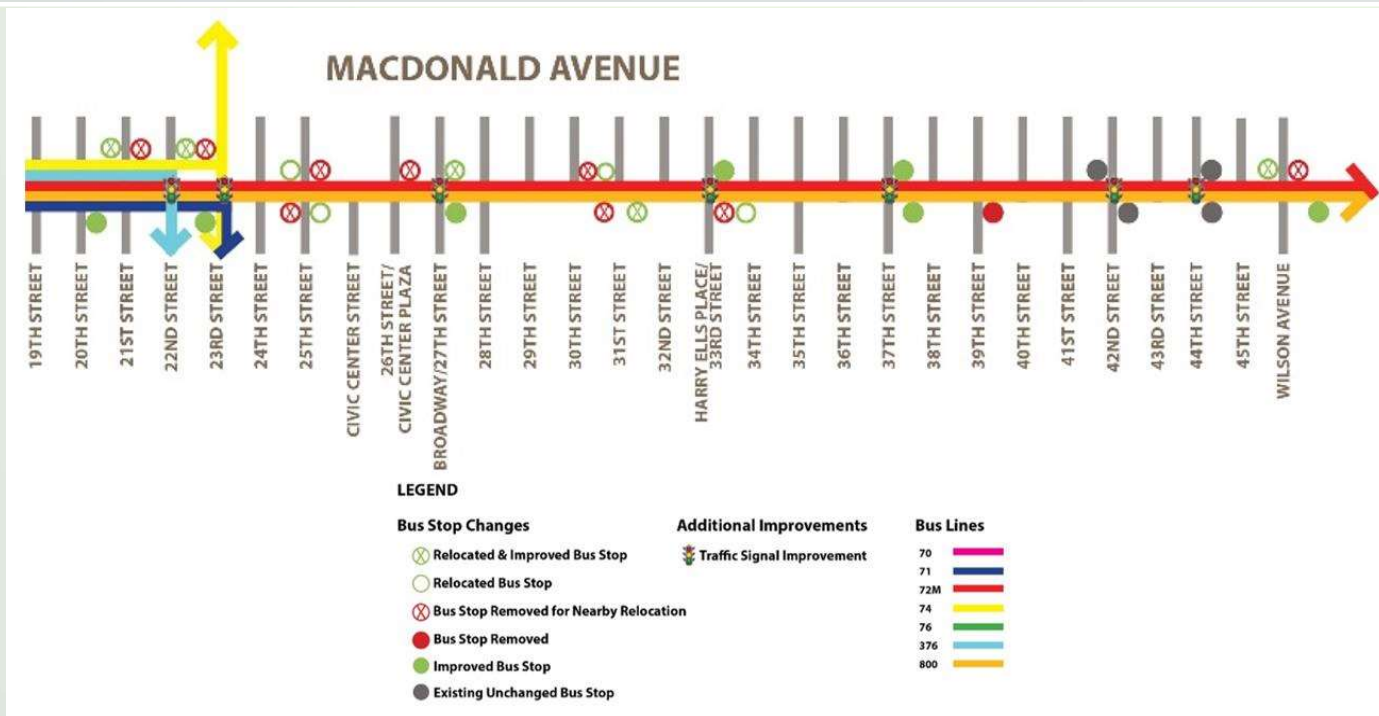 MACDONALD AVENUE
19TH STREET
20TH STREET
21ST STREET
22ND STREET
23RD STREET
24TH STREET
25TH STREET
CIVIC CENTER STREET
26TH STREET/
CIVIC CENTER PLAZA
BROADWAY/27TH STREET
28TH STREET
29TH STREET
30TH STREET
31ST STREET
32ND STREET
HARRY ELLS PLACE/
33RD STREET
34TH STREET
35TH STREET
36TH STREET
37TH STREET
38TH STREET
39TH STREET
40TH STREET
41ST STREET
42ND STREET
43RD STREET
44TH STREET
45TH STREET
WILSON AVENUE
LEGEND
Bus Stop Changes
Relocated & Improved Bus Stop
Relocated Bus Stop
Bus Stop Removed for Nearby Relocation
Bus Stop Removed
Improved Bus Stop
Existing Unchanged Bus Stop
Additional Improvements
Traffic Signal Improvement
Bus Lines
70
71
72M
74
76
376
800